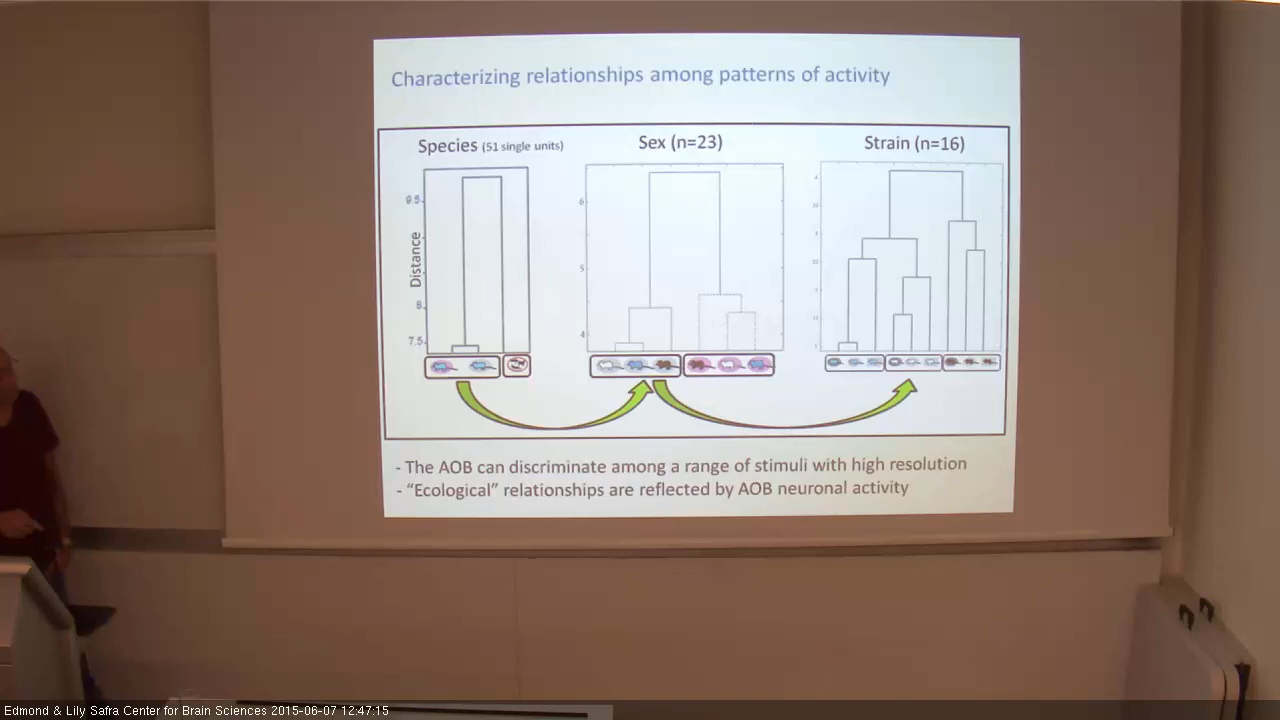 Characterizing relationships among patterns of activity
Species (51 single units)
Sex (n=23)
Strain (n=16)
Distance
9.5
8
7.5
6
5
4
- The AOB can discriminate among a range of stimuli with high resolution
- “Ecological” relationships are reflected by AOB neuronal activity
Edmond & Lily Safra Center for Brain Sciences 2015-06-07 12:47:15